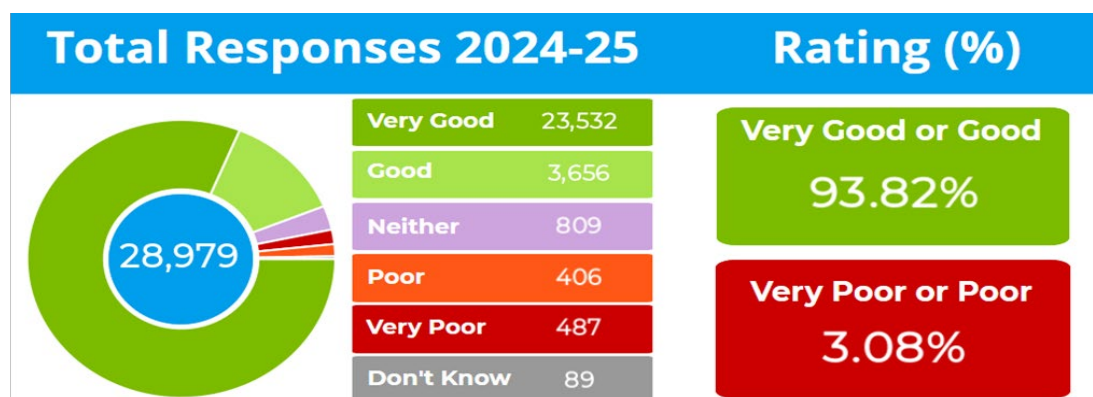 Total Responses 2024-25
Rating (%)
28,979
Very Good 23,532
Good 3,656
Neither 809
Poor 406
Very Poor 487
Don't Know 89
Very Good or Good
93.82%
Very Poor or Poor
3.08%